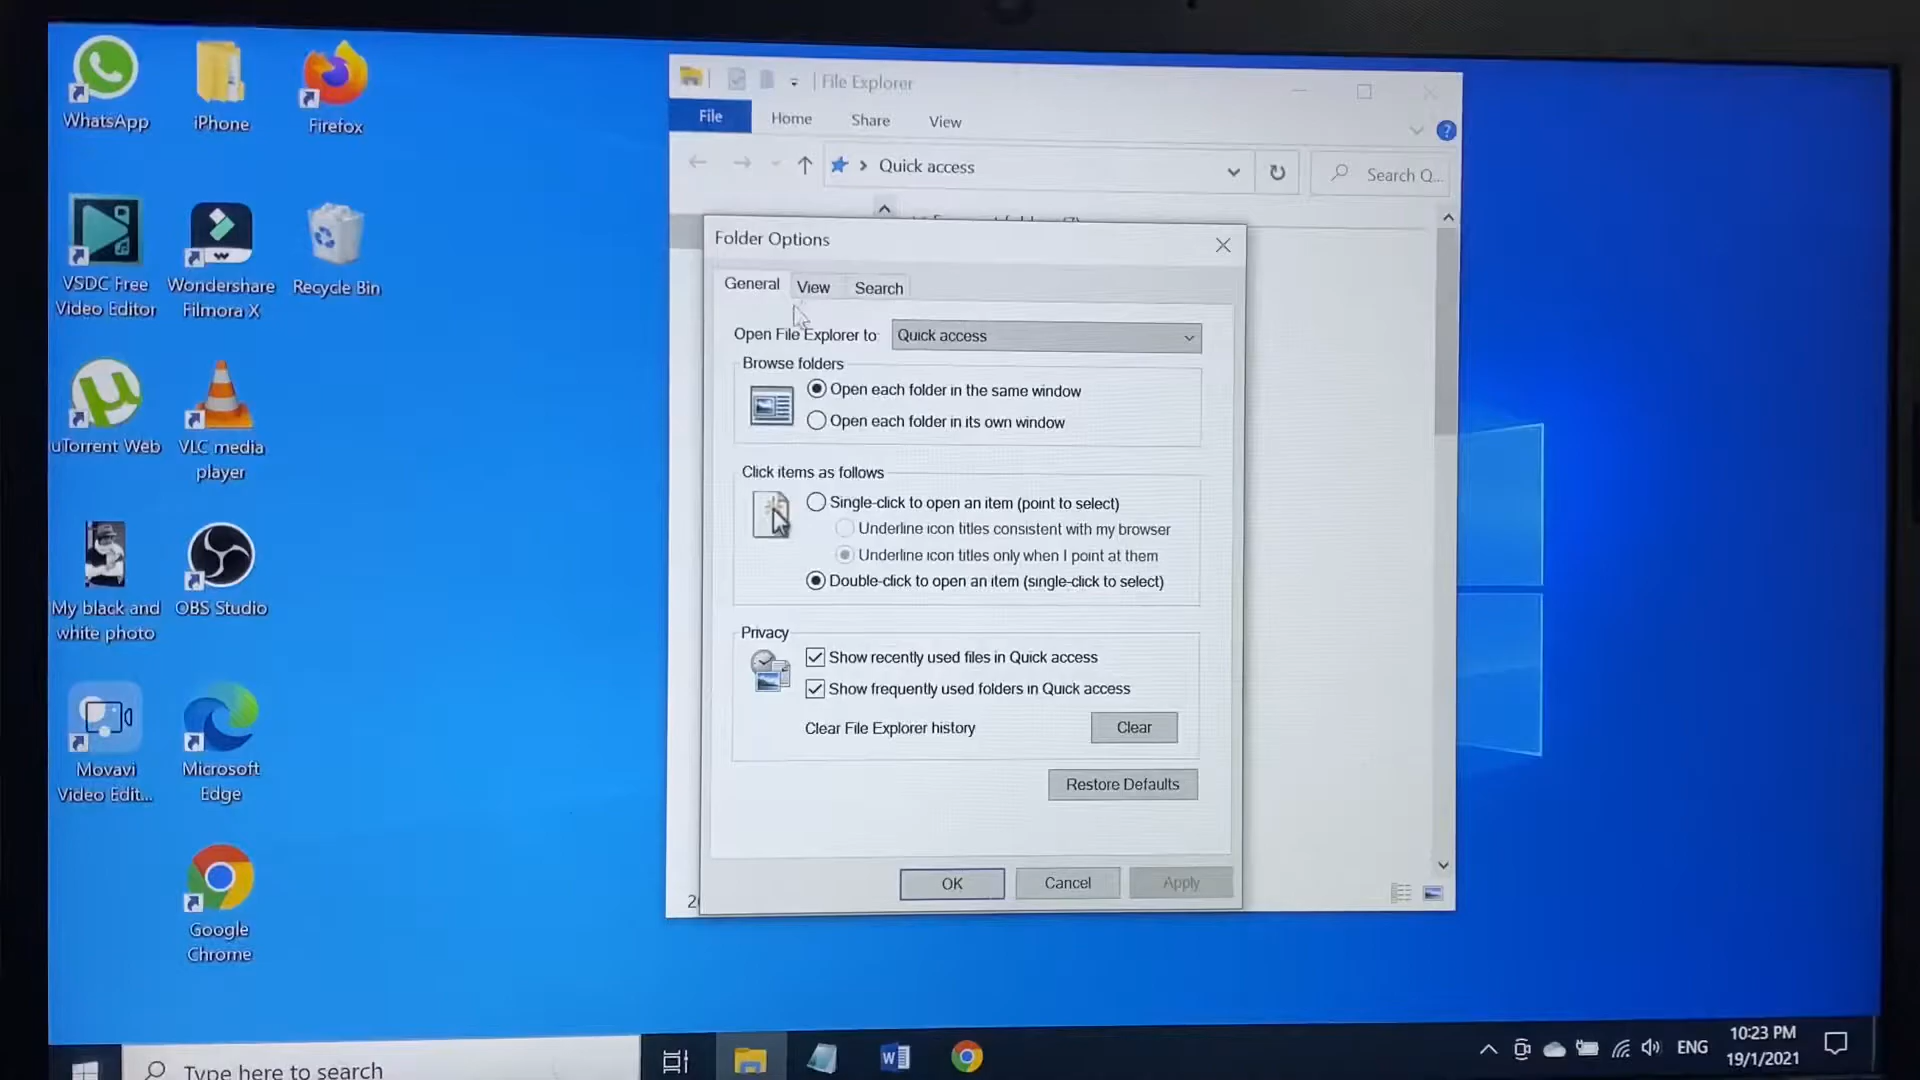 WhatsApp
iPhone
Firefox
VSDC Free
Video Editor
Wondershare
Filmora X
Recycle Bin
uTorrent Web
VLC media
player
My black and
white photo
OBS Studio
Movavi
Video Edit...
Microsoft
Edge
Google
Chrome
File Explorer
File
Home
Share
View
?
Quick access
Search Q...
Folder Options
General
View
Search
Open File Explorer to:
Quick access
Browse folders
Open each folder in the same window
Open each folder in its own window
Click items as follows
Single-click to open an item (point to select)
Underline icon titles consistent with my browser
Underline icon titles only when I point at them
Double-click to open an item (single-click to select)
Privacy
Show recently used files in Quick access
Show frequently used folders in Quick access
Clear File Explorer history
Clear
Restore Defaults
OK
Cancel
Apply
Type here to search
ENG
10:23 PM
19/1/2021